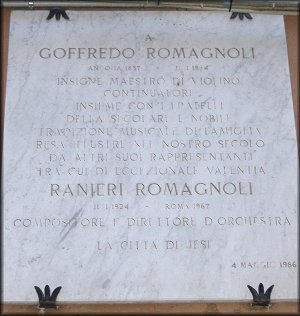 A
GOFFREDO ROMAGNOLI
ANCONA 1857 - JESI 1934
INSIGNE MAESTRO DI VIOLINO
CONTINUATORE
INSIEME CON I FRATELLI
DELLA SECOLARE E NOBILE
TRADIZIONE MUSICALE DI FAMIGLIA
RESA ILLUSTRE NEL NOSTRO SECOLO
DA ALTRI SUOI RAPPRESENTANTI
TRA CUI DI ECCEZIONALE VALENTIA
RANIERI ROMAGNOLI
JESI 1924 - ROMA 1967
COMPOSITORE E DIRETTORE D'ORCHESTRA
LA CITTÀ DI JESI
4 MAGGIO 1986